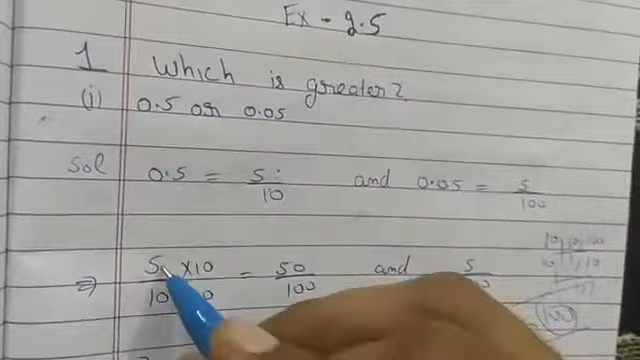 Ex - 2.5
1 Which is greater?
(i) 0.5 or 0.05
Sol 0.5 = 5/10 and 0.05 = 5/100
⇒ 5 ×10 / 10 = 50/100 and 5